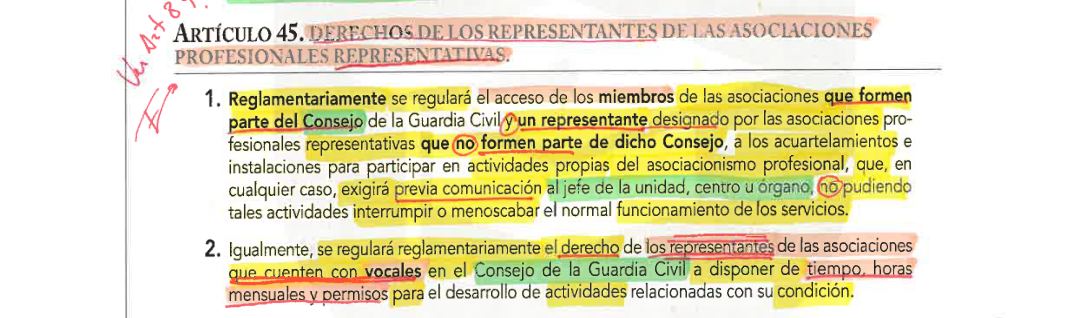 Ver Art 8
ARTÍCULO 45. DERECHOS DE LOS REPRESENTANTES DE LAS ASOCIACIONES
PROFESIONALES REPRESENTATIVAS.
1. Reglamentariamente se regulará el acceso de los miembros de las asociaciones que formen
parte del Consejo de la Guardia Civil y un representante designado por las asociaciones pro-
fesionales representativas que no formen parte de dicho Consejo, a los acuartelamientos e
instalaciones para participar en actividades propias del asociacionismo profesional, que, en
cualquier caso, exigirá previa comunicación al jefe de la unidad, centro u órgano, no pudiendo
tales actividades interrumpir o menoscabar el normal funcionamiento de los servicios.
2. Igualmente, se regulará reglamentariamente el derecho de los representantes de las asociaciones
que cuenten con vocales en el Consejo de la Guardia Civil a disponer de tiempo, horas
mensuales y permisos para el desarrollo de actividades relacionadas con su condición.